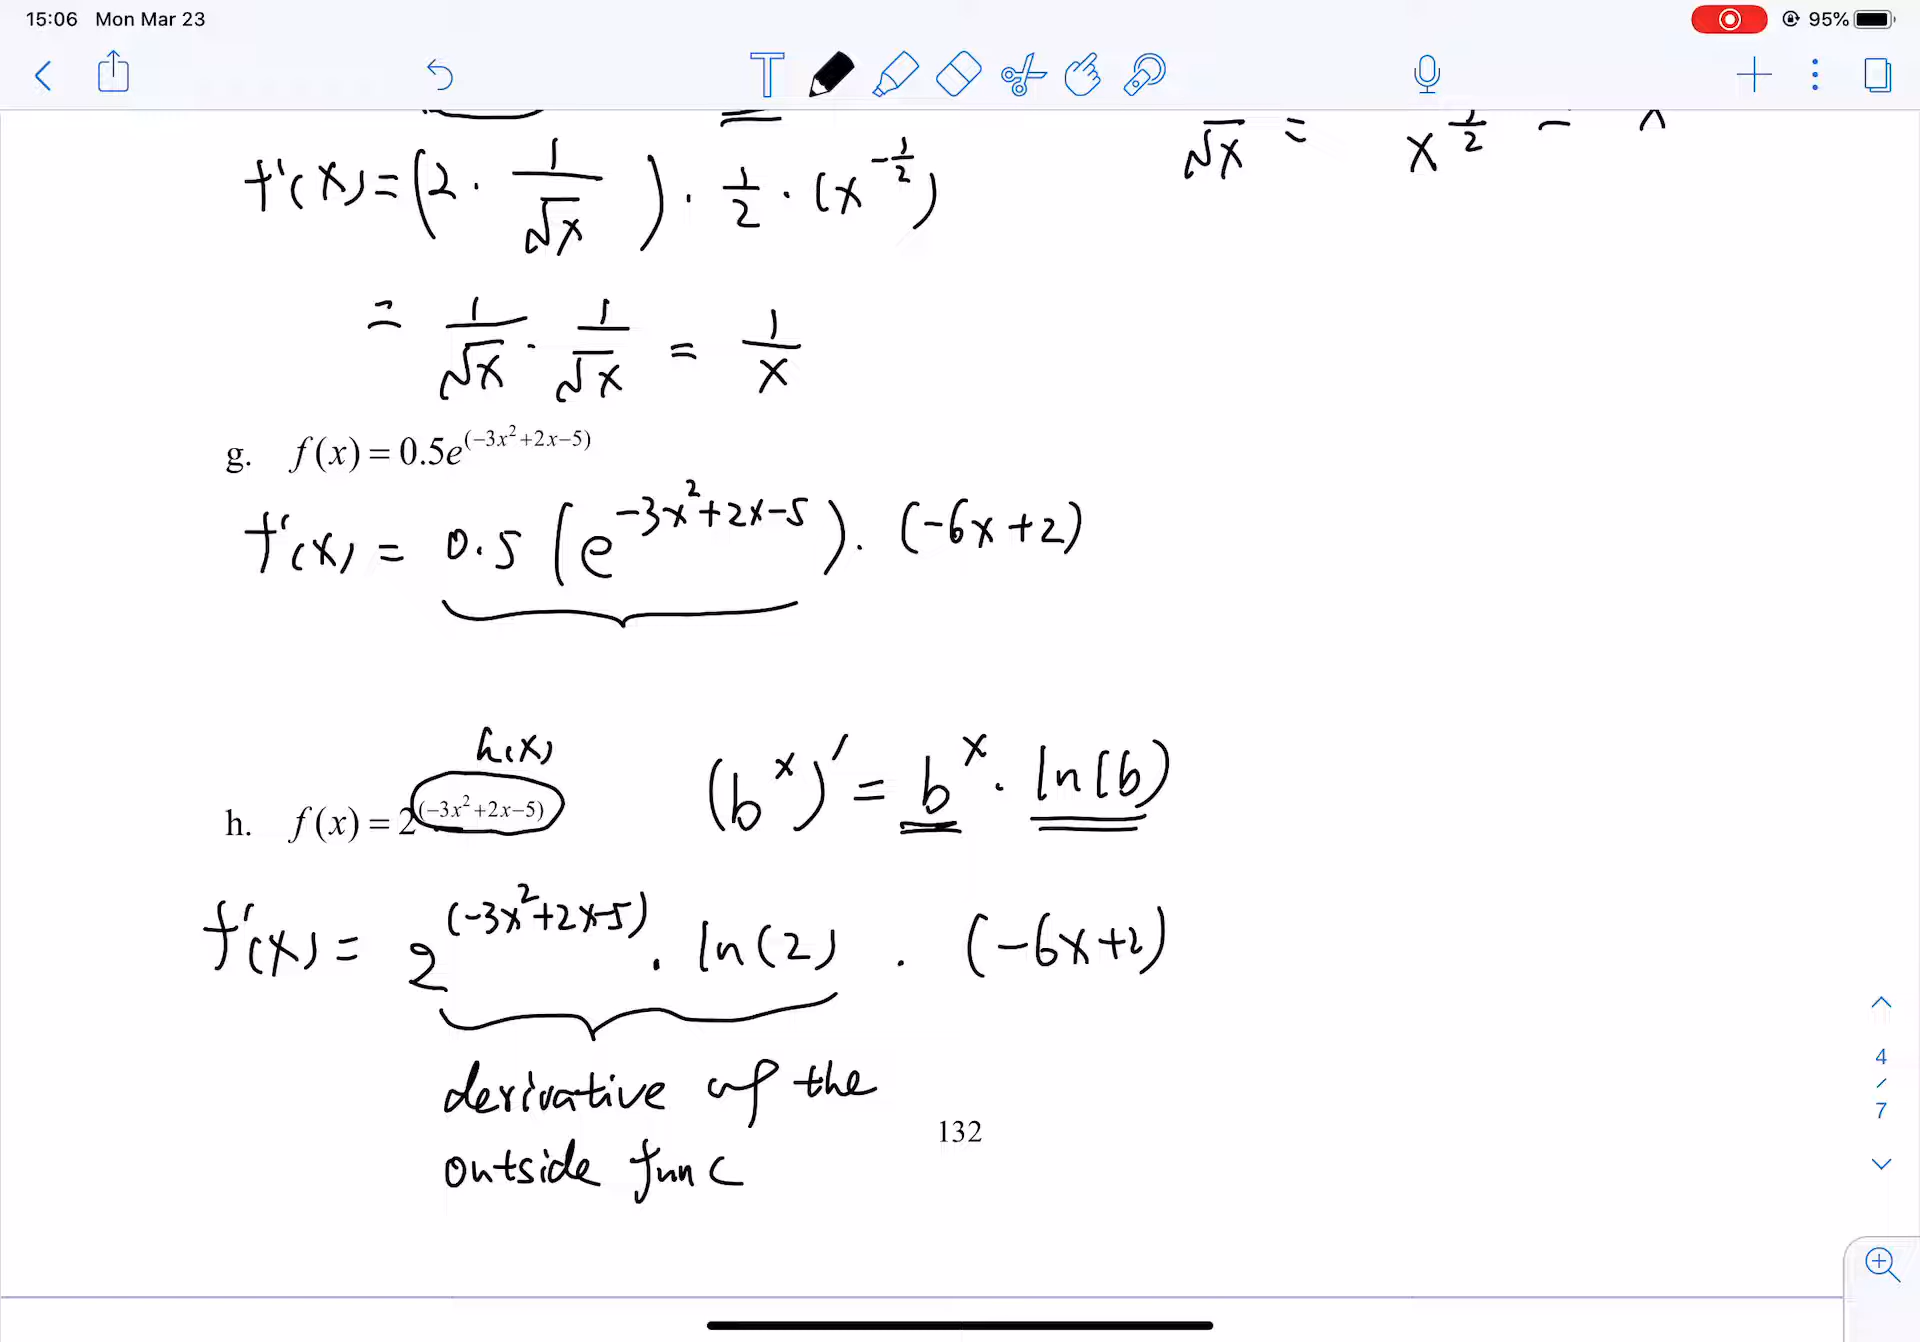 15:06 Mon Mar 23 95%
√x = x^(1/2)
f'(x) = (2 · 1/√x) · 1/2 · (x^(-1/2))
= 1/√x · 1/√x = 1/x
g. f(x) = 0.5e^(−3x²+2x−5)
f'(x) = 0.5 (e^(-3x²+2x-5)) · (-6x+2)
h(x)
h. f(x) = 2^(−3x²+2x−5) (b^x)' = b^x · ln(b)
f'(x) = 2^(-3x²+2x-5) · ln(2) · (-6x+2)
derivative of the
outside func
132
4
/
7